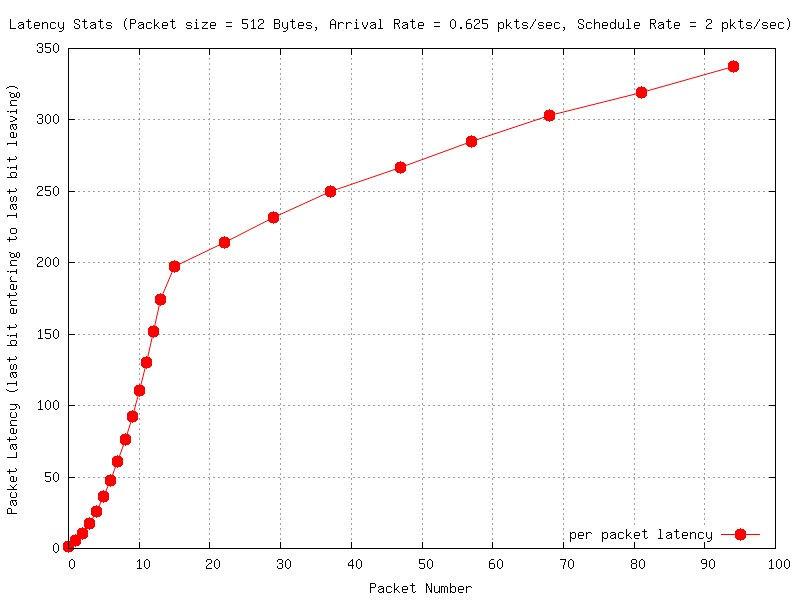 Latency Stats (Packet size = 512 Bytes, Arrival Rate = 0.625 pkts/sec, Schedule Rate = 2 pkts/sec)
Packet Latency (last bit entering to last bit leaving)
350
300
250
200
150
100
50
0
per packet latency
0 10 20 30 40 50 60 70 80 90 100
Packet Number